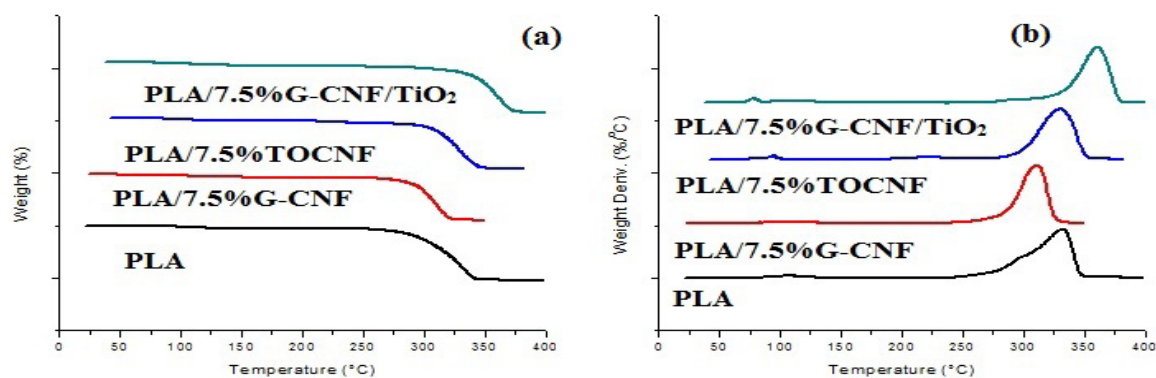 (a)
PLA/7.5%G-CNF/TiO₂
PLA/7.5%TOCNF
PLA/7.5%G-CNF
PLA
Weight (%)
0 50 100 150 200 250 300 350 400
Temperature (°C)
(b)
PLA/7.5%G-CNF/TiO₂
PLA/7.5%TOCNF
PLA/7.5%G-CNF
PLA
Weight Deriv. (%/⁰C)
0 50 100 150 200 250 300 350 400
Temperature (°C)